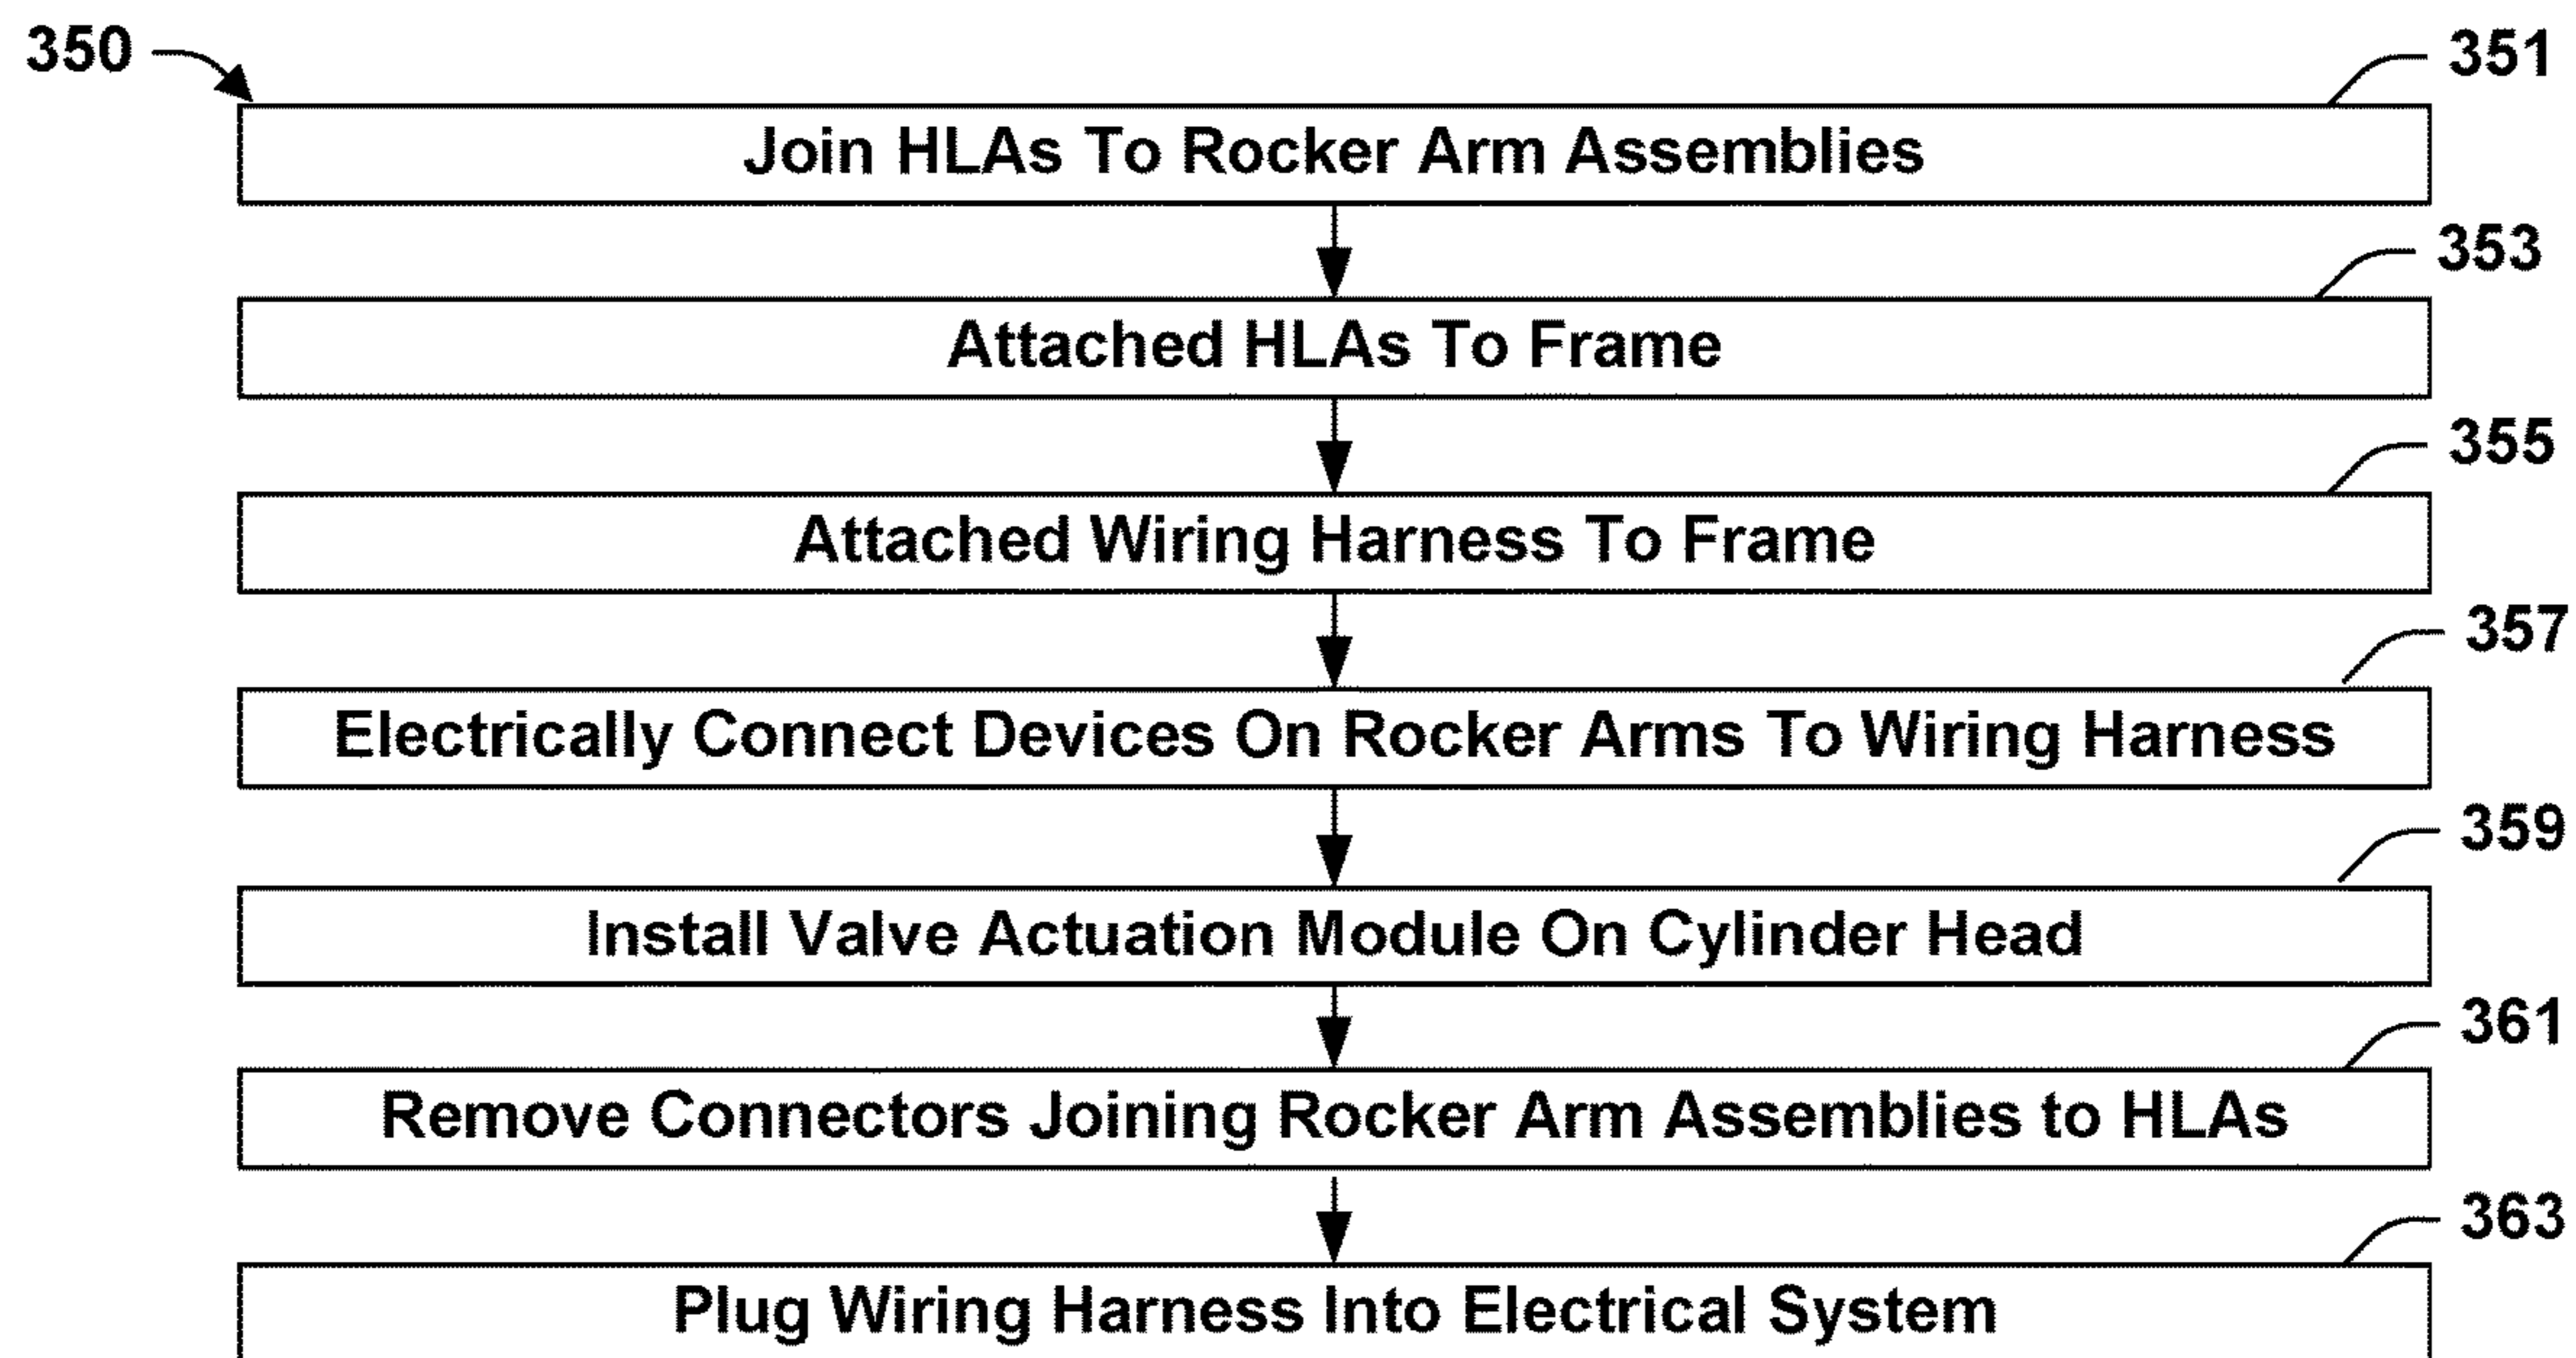 350
351
Join HLAs To Rocker Arm Assemblies
353
Attached HLAs To Frame
355
Attached Wiring Harness To Frame
357
Electrically Connect Devices On Rocker Arms To Wiring Harness
359
Install Valve Actuation Module On Cylinder Head
361
Remove Connectors Joining Rocker Arm Assemblies to HLAs
363
Plug Wiring Harness Into Electrical System